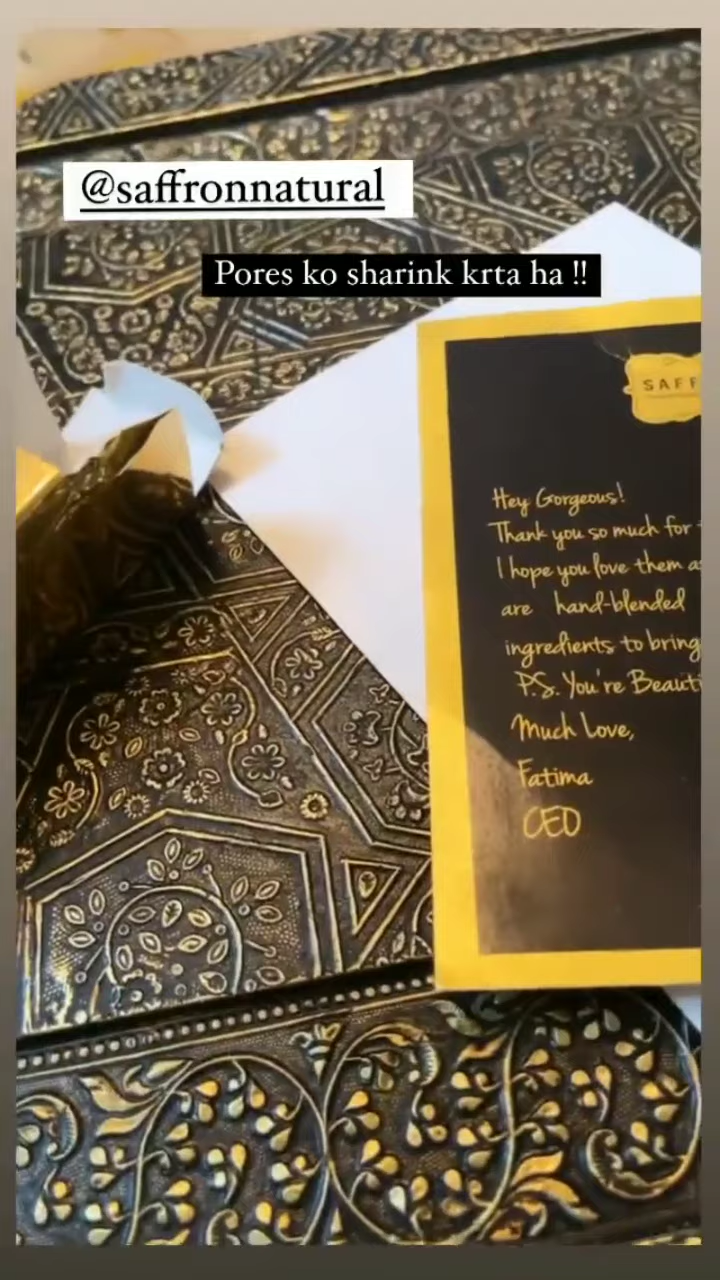 @saffronnatural
Pores ko sharink krta ha !!
SAFF
Hey Gorgeous!
Thank you so much for
I hope you love them
are hand-blended
ingredients to bring
P.S. You're
Much Love,
Fatima
CEO